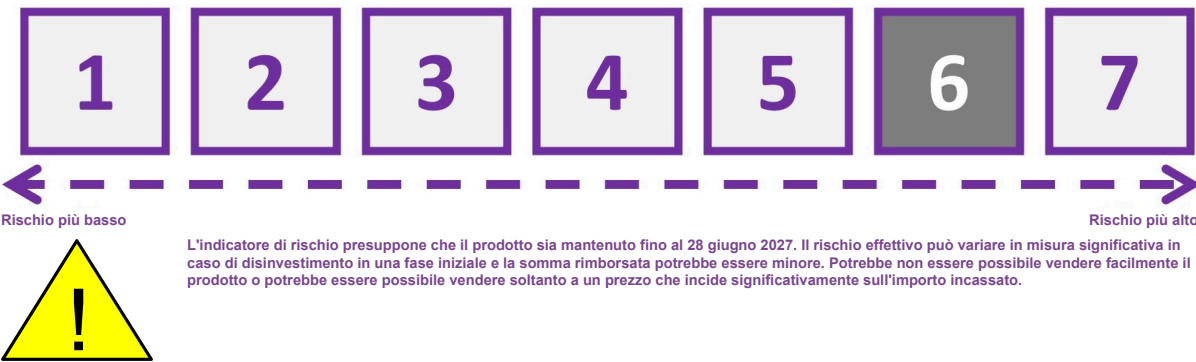 1 2 3 4 5 6 7
Rischio più basso Rischio più alto
L'indicatore di rischio presuppone che il prodotto sia mantenuto fino al 28 giugno 2027. Il rischio effettivo può variare in misura significativa in
caso di disinvestimento in una fase iniziale e la somma rimborsata potrebbe essere minore. Potrebbe non essere possibile vendere facilmente il
prodotto o potrebbe essere possibile vendere soltanto a un prezzo che incide significativamente sull'importo incassato.
!